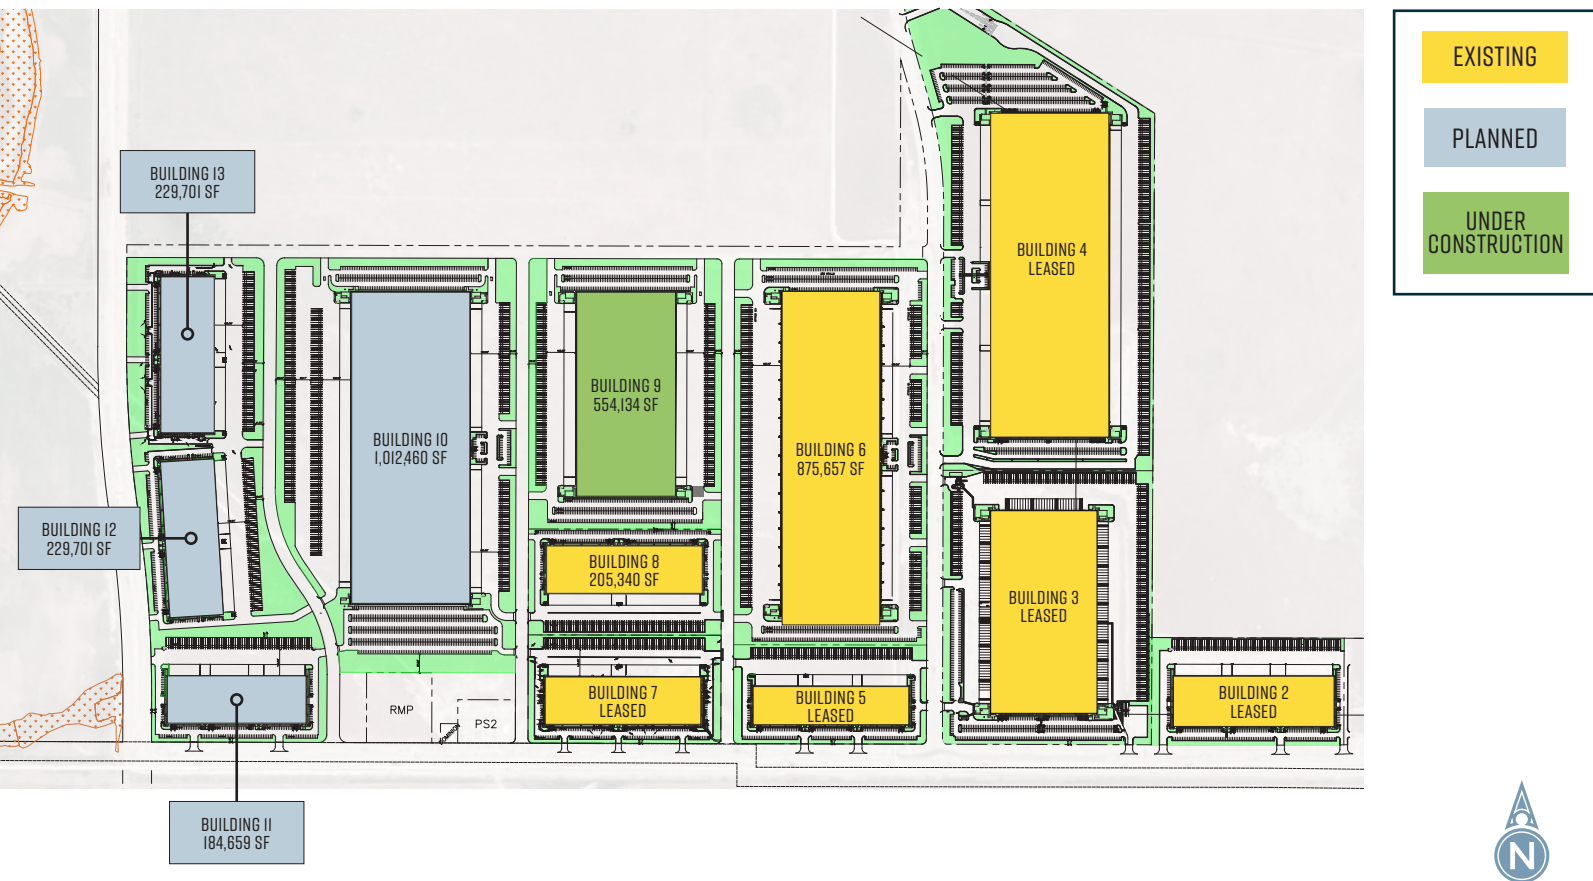 EXISTING
PLANNED
UNDER
CONSTRUCTION
BUILDING 13
229,701 SF
BUILDING 4
LEASED
BUILDING 9
554,134 SF
BUILDING 10
1,012,460 SF
BUILDING 6
875,657 SF
BUILDING 12
229,701 SF
BUILDING 8
205,340 SF
BUILDING 3
LEASED
BUILDING 7
LEASED
BUILDING 5
LEASED
BUILDING 2
LEASED
RMP
PS2
DOMINION
BUILDING 11
184,659 SF
N